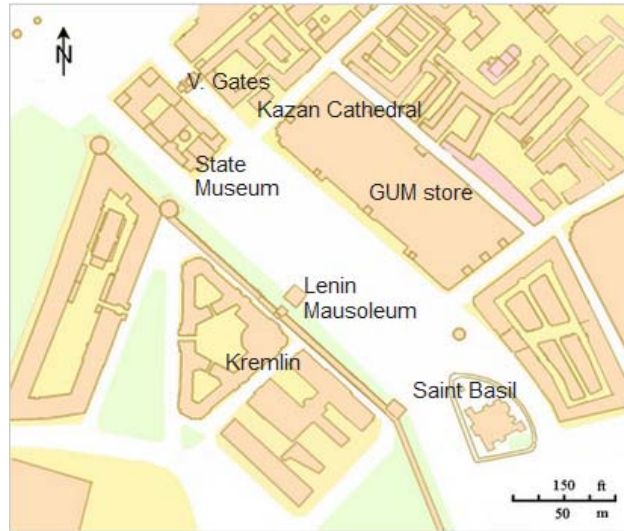 N
V. Gates
Kazan Cathedral
State
Museum
GUM store
Lenin
Mausoleum
Kremlin
Saint Basil
150 ft
50 m